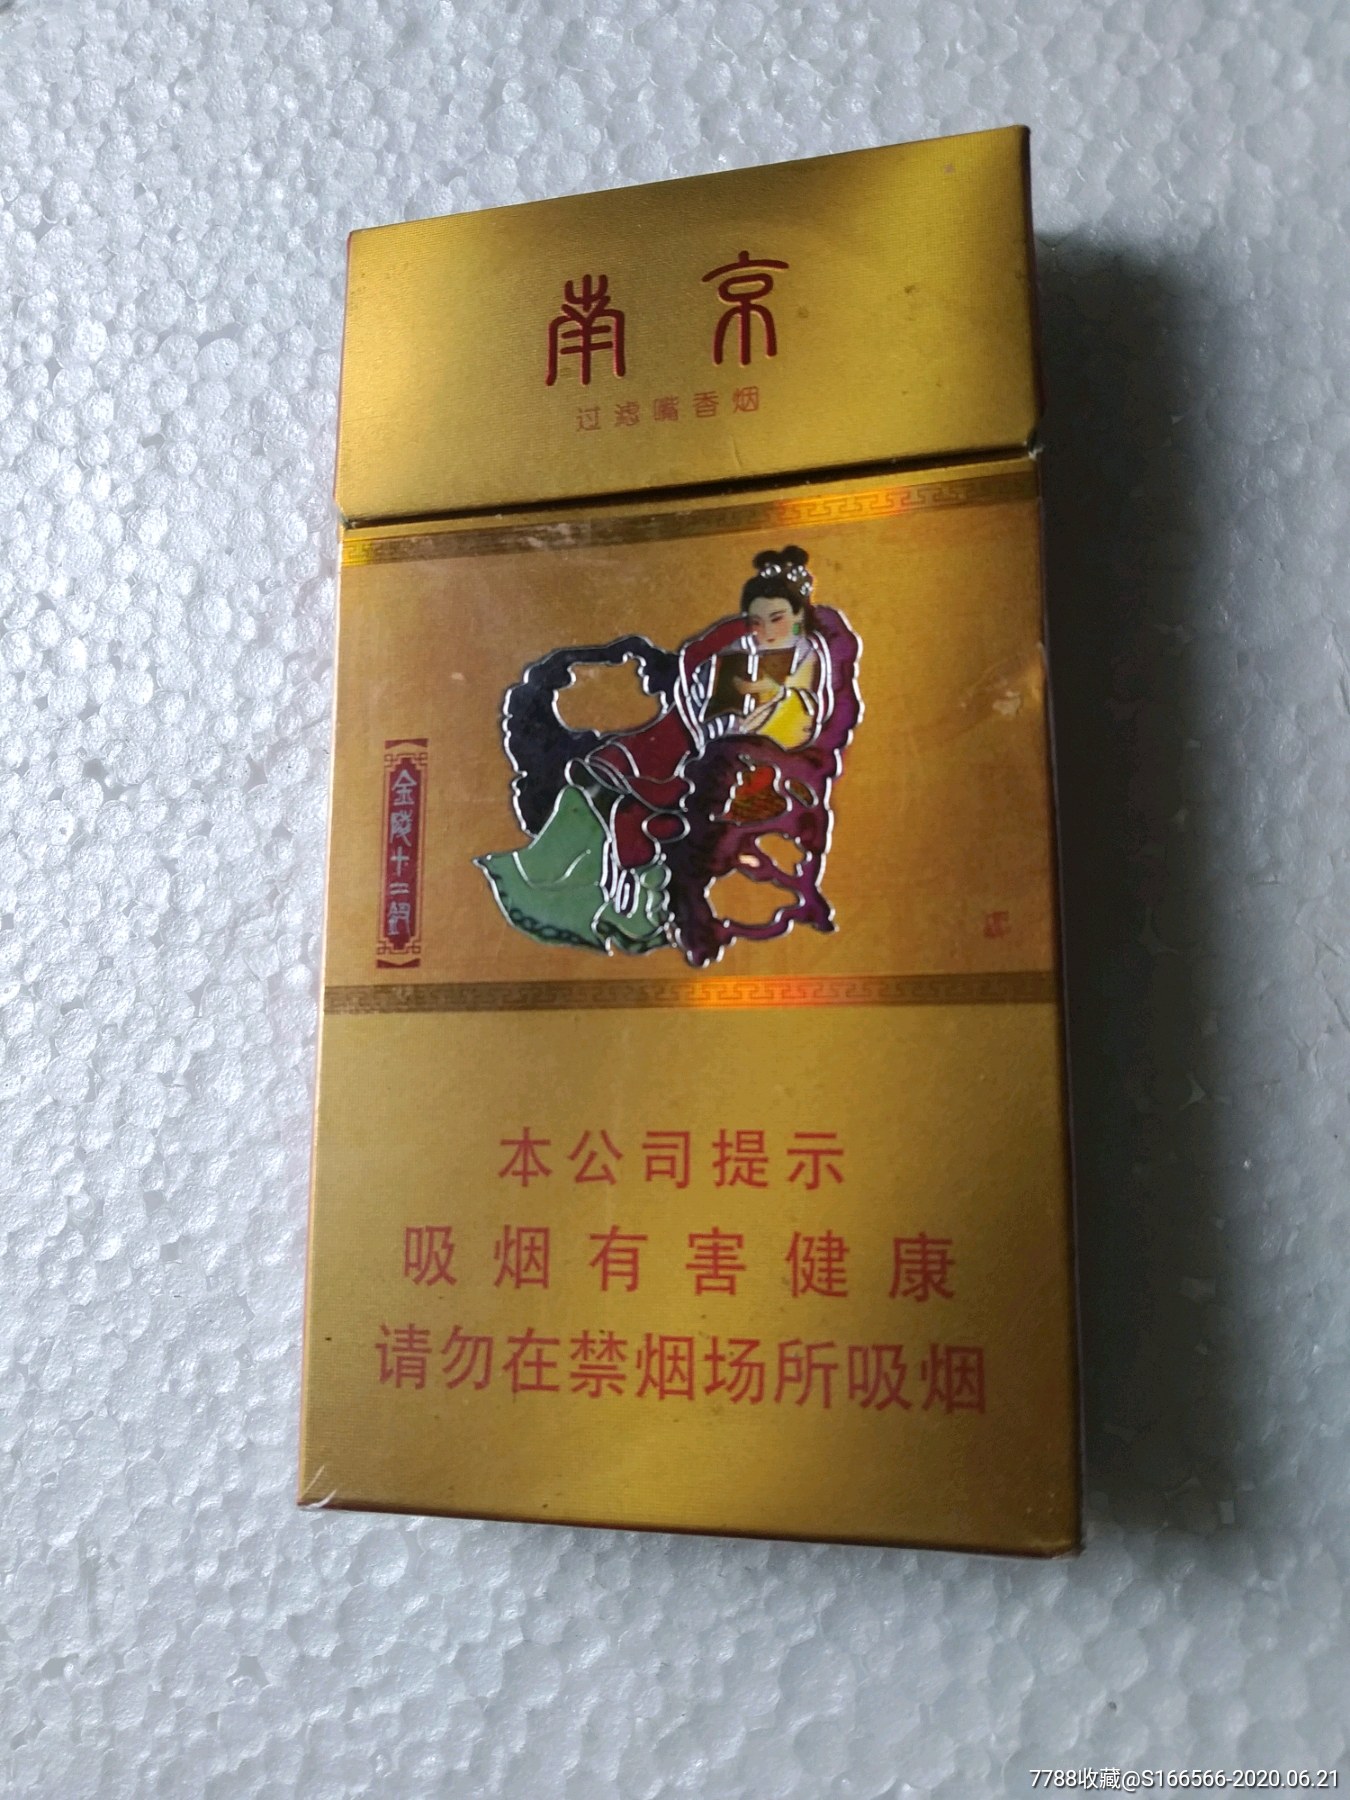 南京
过滤嘴香烟
金陵十二钗
本公司提示
吸烟有害健康
请勿在禁烟场所吸烟
7788收藏@S166566-2020.06.21